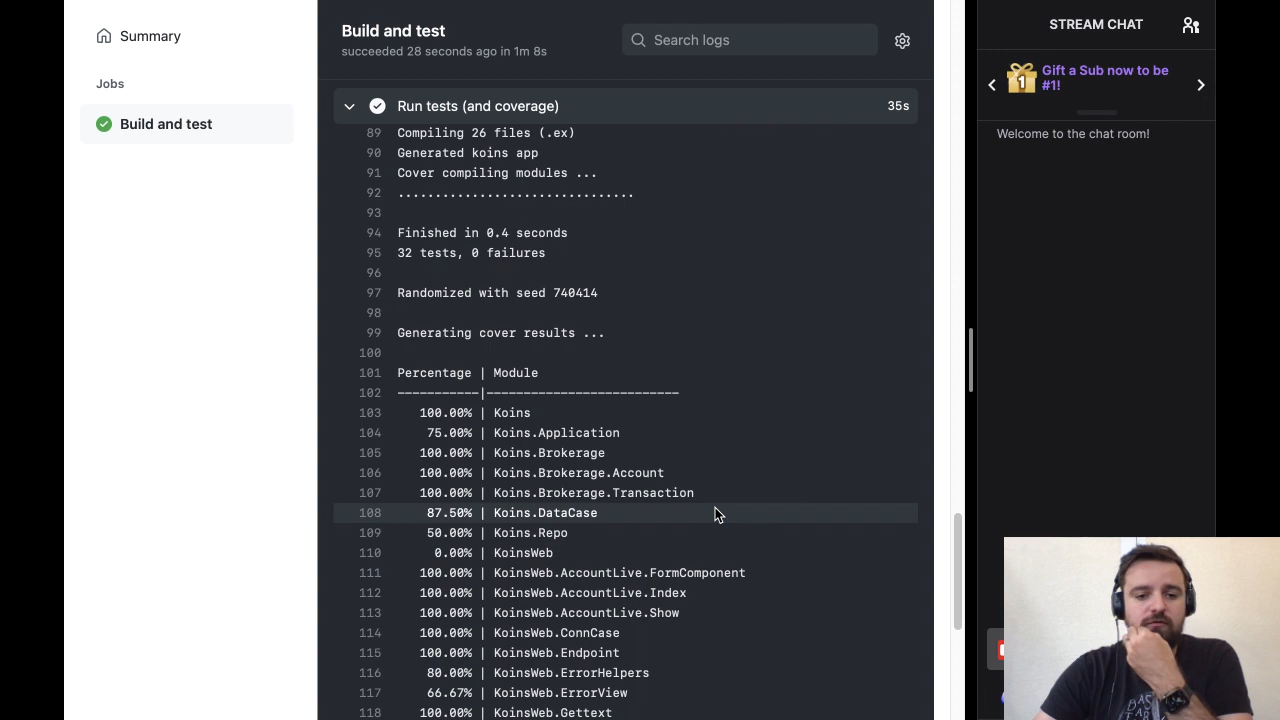 Summary
Jobs
Build and test
Build and test
succeeded 28 seconds ago in 1m 8s
Search logs
Run tests (and coverage)
35s
89 Compiling 26 files (.ex)
90 Generated koins app
91 Cover compiling modules ...
92 ................................
93
94 Finished in 0.4 seconds
95 32 tests, 0 failures
96
97 Randomized with seed 740414
98
99 Generating cover results ...
100
101 Percentage | Module
102 -----------|--------------------------
103 100.00% | Koins
104 75.00% | Koins.Application
105 100.00% | Koins.Brokerage
106 100.00% | Koins.Brokerage.Account
107 100.00% | Koins.Brokerage.Transaction
108 87.50% | Koins.DataCase
109 50.00% | Koins.Repo
110 0.00% | KoinsWeb
111 100.00% | KoinsWeb.AccountLive.FormComponent
112 100.00% | KoinsWeb.AccountLive.Index
113 100.00% | KoinsWeb.AccountLive.Show
114 100.00% | KoinsWeb.ConnCase
115 100.00% | KoinsWeb.Endpoint
116 80.00% | KoinsWeb.ErrorHelpers
117 66.67% | KoinsWeb.ErrorView
118 100.00% | KoinsWeb.Gettext
STREAM CHAT
1
Gift a Sub now to be
#1!
Welcome to the chat room!